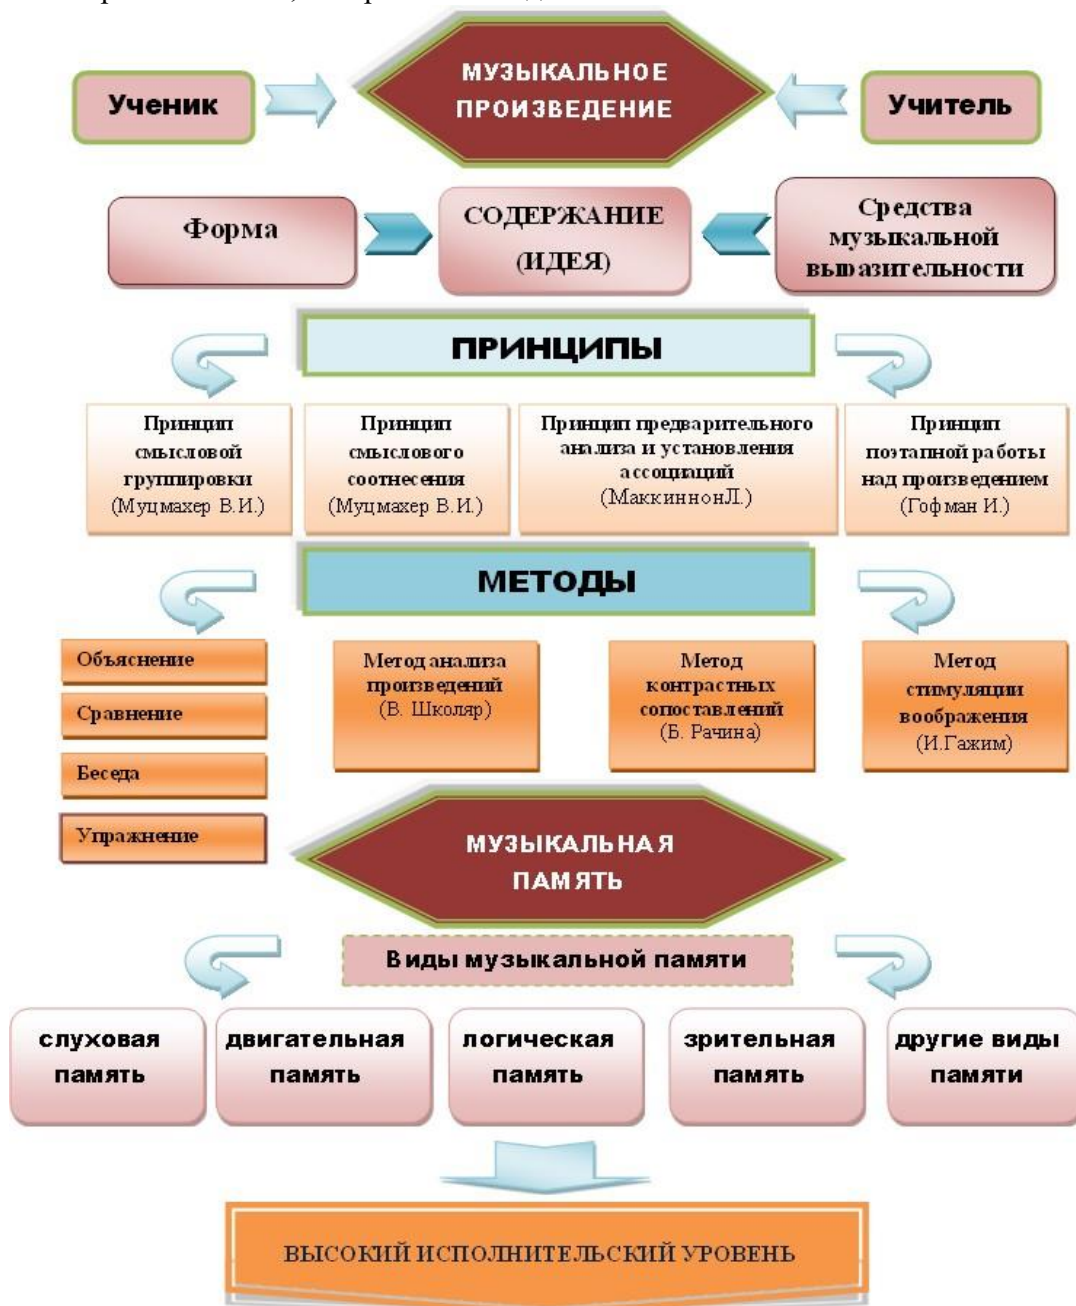 МУЗЫКАЛЬНОЕ
ПРОИЗВЕДЕНИЕ
Ученик
Учитель
Форма
СОДЕРЖАНИЕ
(ИДЕЯ)
Средства
музыкальной
выразительности
ПРИНЦИПЫ
Принцип
смысловой
группировки
(Муцмахер В.И.)
Принцип
смыслового
соотнесения
(Муцмахер В.И.)
Принцип предварительного
анализа и установления
ассоциаций
(МаккиннонЛ.)
Принцип
поэтапной работы
над произведением
(Гофман И.)
МЕТОДЫ
Объяснение
Сравнение
Беседа
Упражнение
Метод анализа
произведений
(В. Школяр)
Метод
контрастных
сопоставлений
(Б. Рачина)
Метод
стимуляции
воображения
(И.Гажим)
МУЗЫКАЛЬНАЯ
ПАМЯТЬ
Виды музыкальной памяти
слуховая
память
двигательная
память
логическая
память
зрительная
память
другие виды
памяти
ВЫСОКИЙ ИСПОЛНИТЕЛЬСКИЙ УРОВЕНЬ